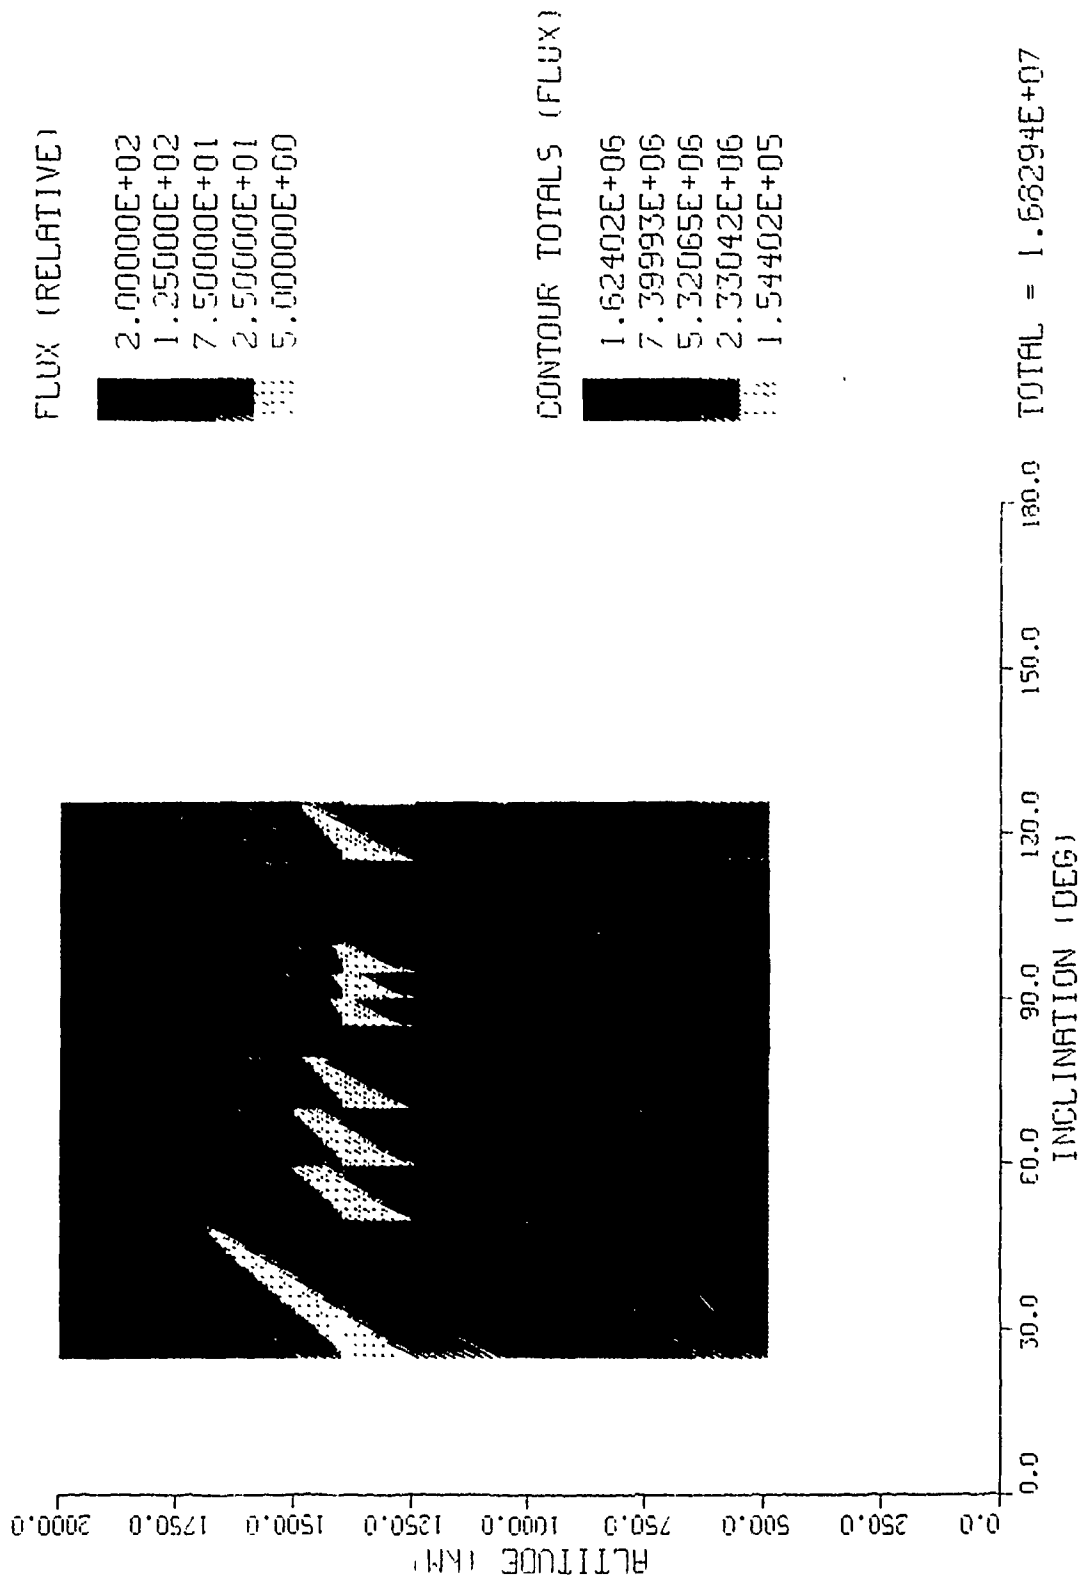 FLUX (RELATIVE)
2.00000E+02
1.25000E+02
7.50000E+01
2.50000E+01
5.00000E+00
CONTOUR TOTALS (FLUX)
1.62402E+06
7.39993E+06
5.32065E+06
2.33042E+06
1.54402E+05
TOTAL = 1.68294E+07
ALTITUDE (KM)
2000.0
1750.0
1500.0
1250.0
1000.0
750.0
500.0
250.0
0.0
0.0 30.0 60.0 90.0 120.0 150.0 180.0
INCLINATION (DEG)